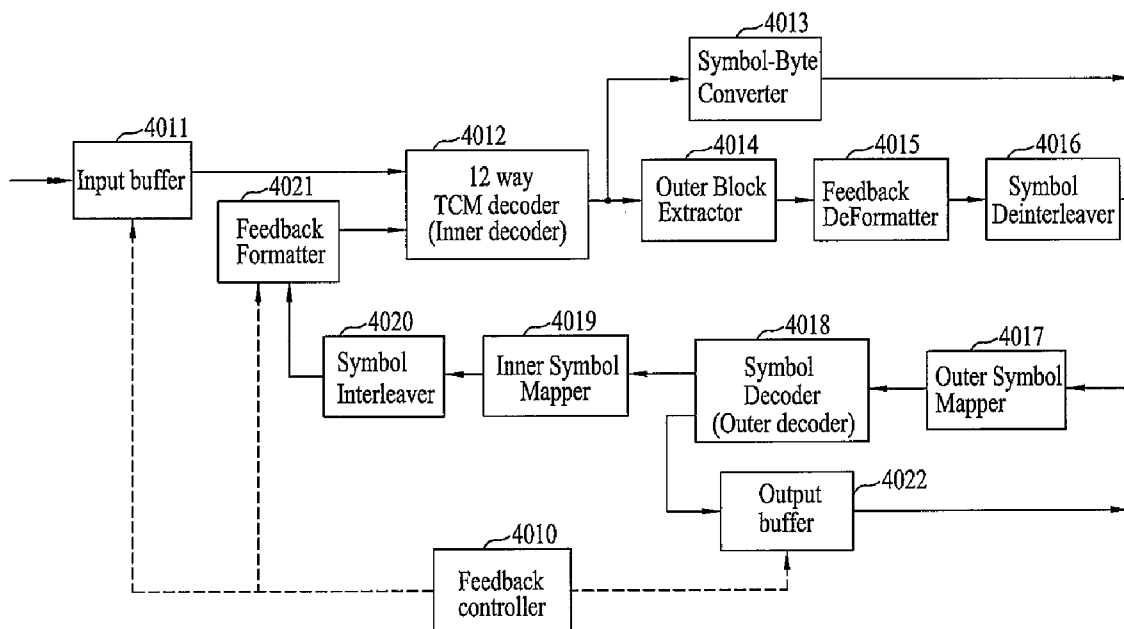 4013
Symbol-Byte
Converter
4011
Input buffer
4012
12 way
TCM decoder
(Inner decoder)
4014
Outer Block
Extractor
4015
Feedback
DeFormatter
4016
Symbol
Deinterleaver
4021
Feedback
Formatter
4020
Symbol
Interleaver
4019
Inner Symbol
Mapper
4018
Symbol
Decoder
(Outer decoder)
4017
Outer Symbol
Mapper
4022
Output
buffer
4010
Feedback
controller